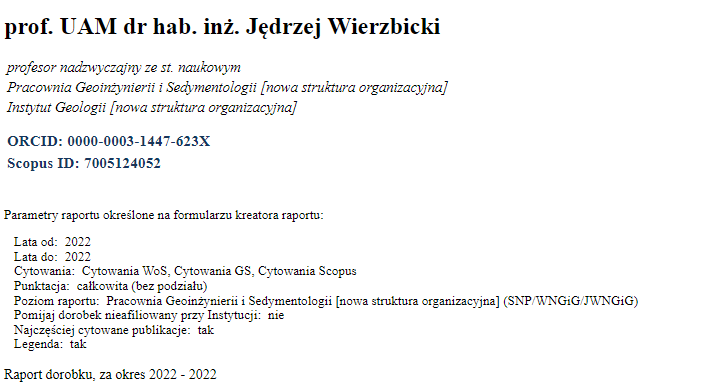 prof. UAM dr hab. inż. Jędrzej Wierzbicki
profesor nadzwyczajny ze st. naukowym
Pracownia Geoinżynierii i Sedymentologii [nowa struktura organizacyjna]
Instytut Geologii [nowa struktura organizacyjna]
ORCID: 0000-0003-1447-623X
Scopus ID: 7005124052
Parametry raportu określone na formularzu kreatora raportu:
Lata od: 2022
Lata do: 2022
Cytowania: Cytowania WoS, Cytowania GS, Cytowania Scopus
Punktacja: całkowita (bez podziału)
Poziom raportu: Pracownia Geoinżynierii i Sedymentologii [nowa struktura organizacyjna] (SNP/WNGiG/JWNGiG)
Pomijaj dorobek nieafiliowany przy Instytucji: nie
Najczęściej cytowane publikacje: tak
Legenda: tak
Raport dorobku, za okres 2022 - 2022